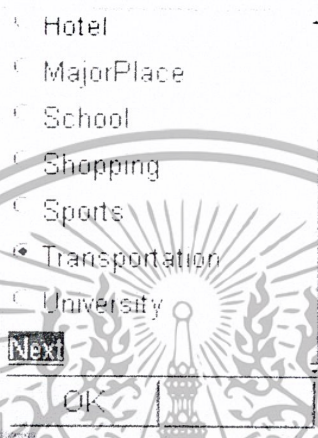 Hotel
MajorPlace
School
Shopping
Sports
Transportation
University
Next
OK